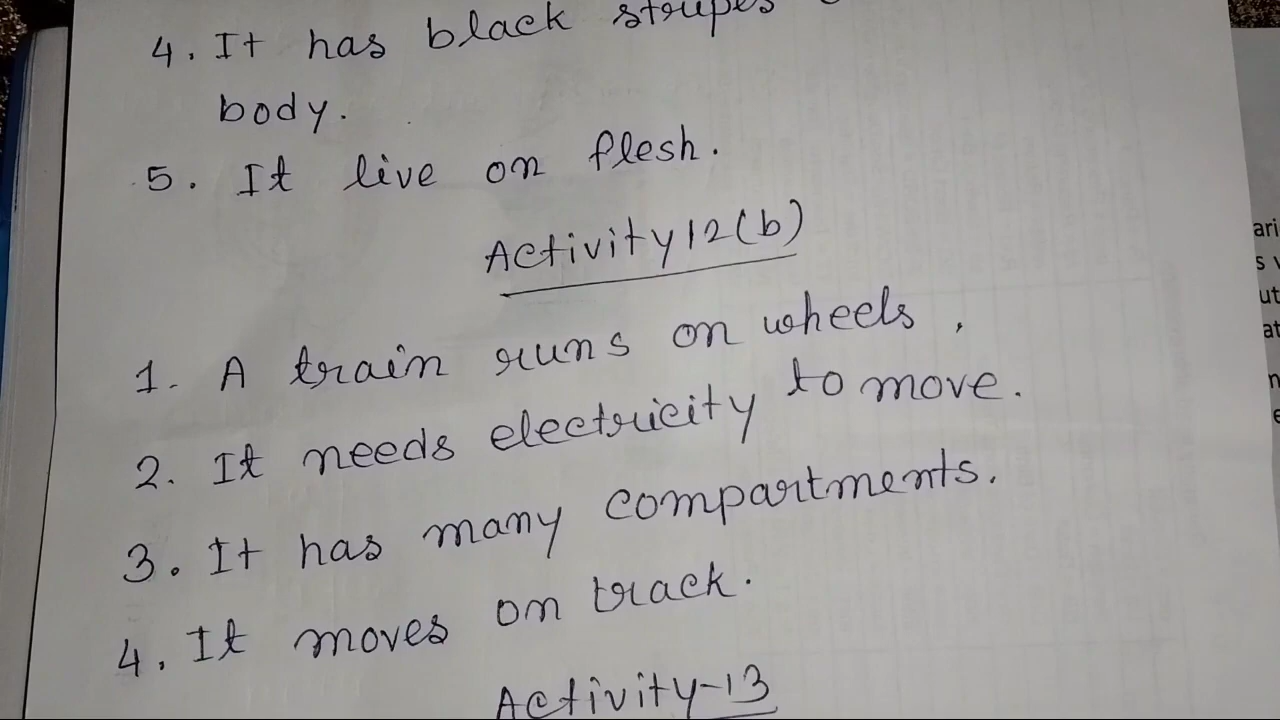 4. It has black stripes
body.
5. It live on flesh.
Activity 12(b)
1. A train runs on wheels.
2. It needs electricity to move.
3. It has many compartments.
4. It moves on track.
Activity-13